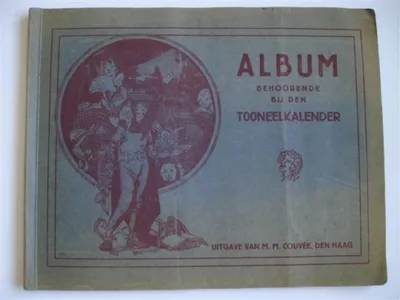 ALBUM
BEHOORENDE
BIJ DEN
TOONEELKALENDER
UITGAVE VAN M. M. COUVÉE, DEN HAAG